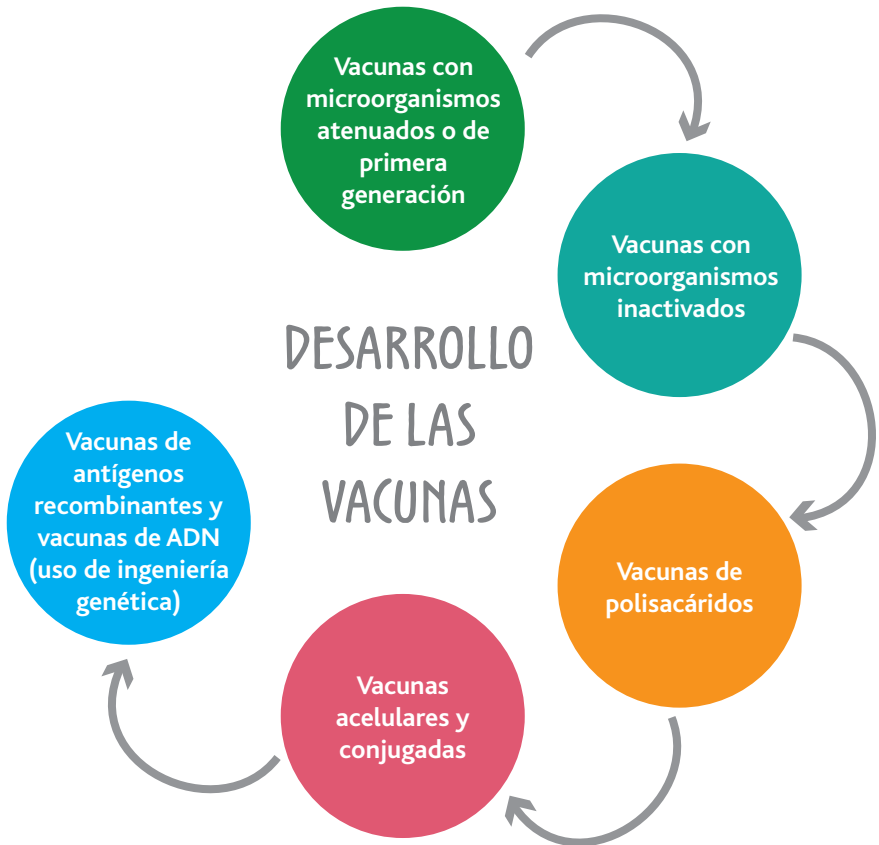 Vacunas con
microorganismos
atenuados o de
primera
generación
Vacunas con
microorganismos
inactivados
DESARROLLO
DE LAS
VACUNAS
Vacunas de
polisacáridos
Vacunas
acelulares y
conjugadas
Vacunas de
antígenos
recombinantes y
vacunas de ADN
(uso de ingeniería
genética)